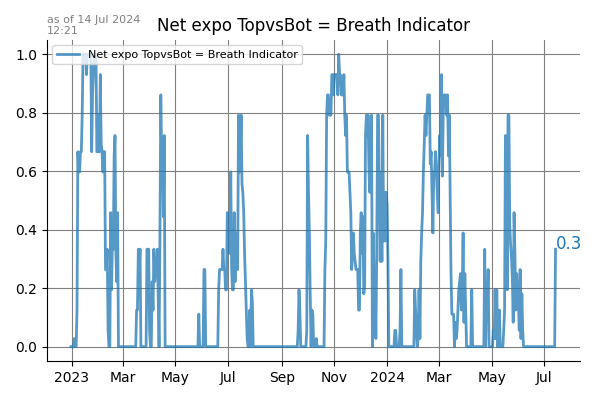 as of 14 Jul 2024
12:21
Net expo TopvsBot = Breath Indicator
Net expo TopvsBot = Breath Indicator
1.0
0.8
0.6
0.4
0.2
0.0
0.3
2023 Mar May Jul Sep Nov 2024 Mar May Jul